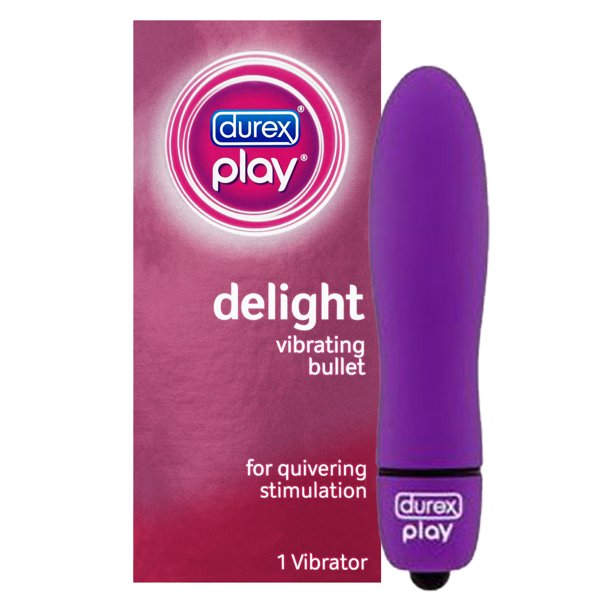 durex®
play®
delight
vibrating
bullet
for quivering
stimulation
1 Vibrator
durex
play